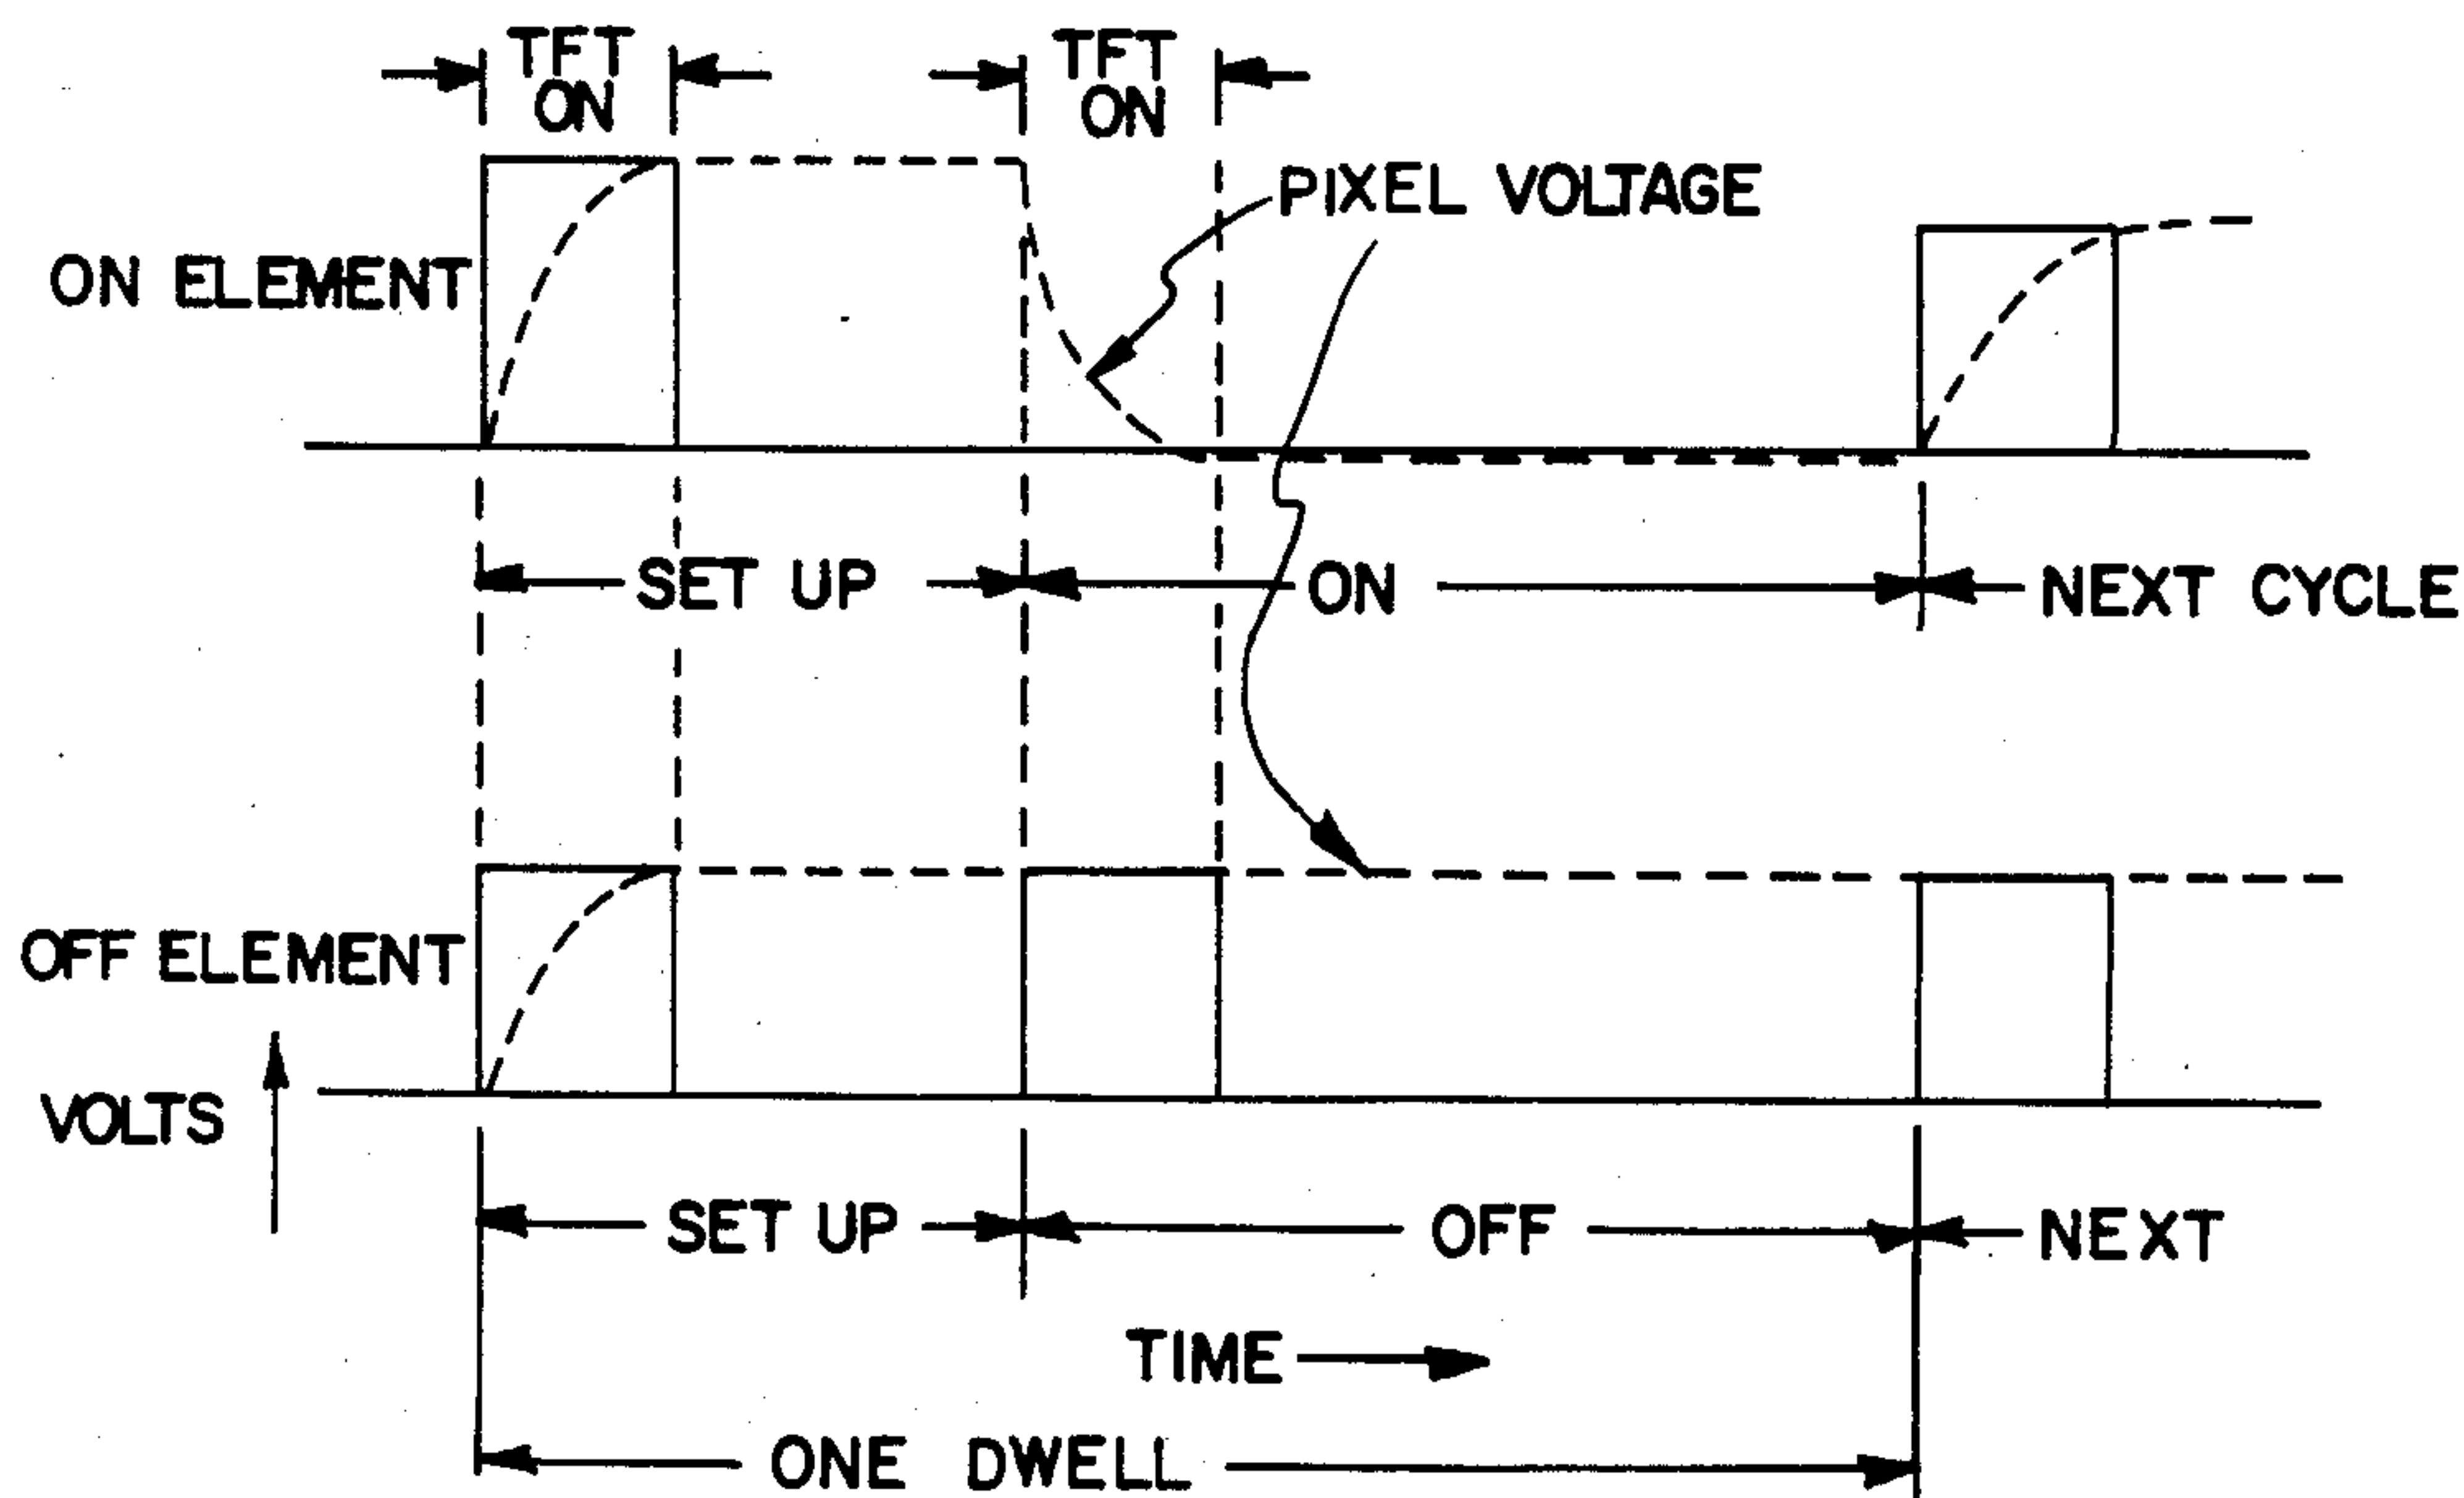 TFT
ON
TFT
ON
PIXEL VOLTAGE
ON ELEMENT
SET UP
ON
NEXT CYCLE
OFF ELEMENT
VOLTS
SET UP
OFF
NEXT
TIME
ONE DWELL